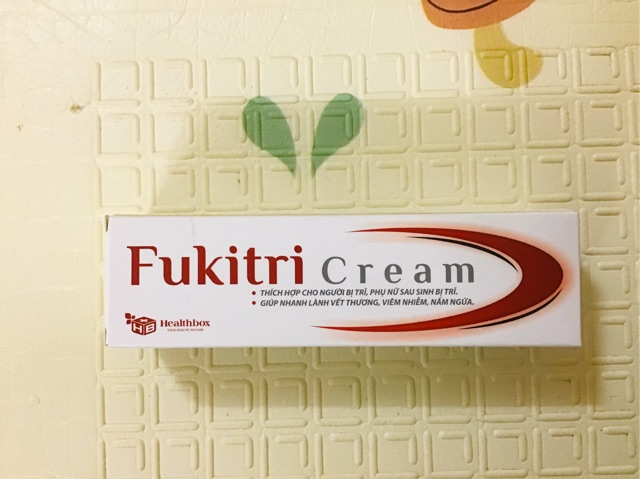 Fukitri Cream
• THÍCH HỢP CHO NGƯỜI BỊ TRĨ, PHỤ NỮ SAU SINH BỊ TRĨ.
• GIÚP NHANH LÀNH VẾT THƯƠNG, VIÊM NHIỄM, NẤM NGỨA.
HB Healthbox